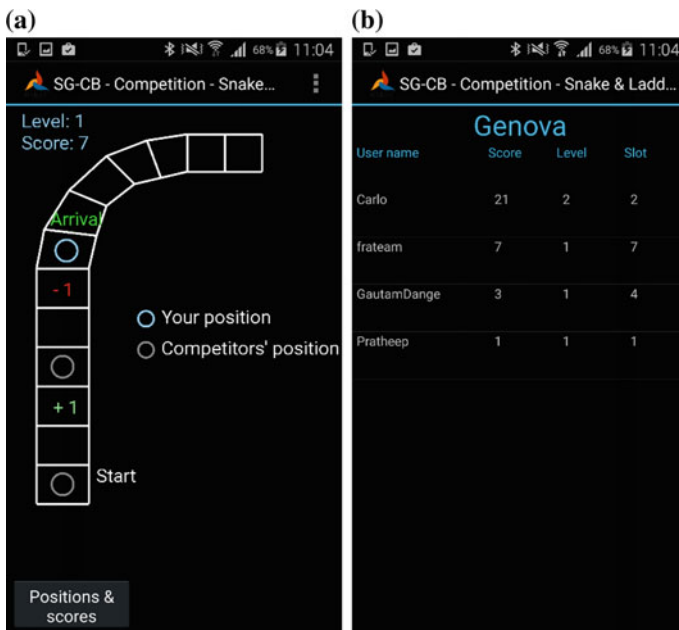 (a)
68% 11:04
SG-CB - Competition - Snake...
Level: 1
Score: 7
Arrival
- 1
Your position
Competitors' position
+ 1
Start
Positions &
scores
(b)
68% 11:04
SG-CB - Competition - Snake & Ladd...
Genova
User name Score Level Slot
Carlo 21 2 2
frateam 7 1 7
GautamDange 3 1 4
Pratheep 1 1 1